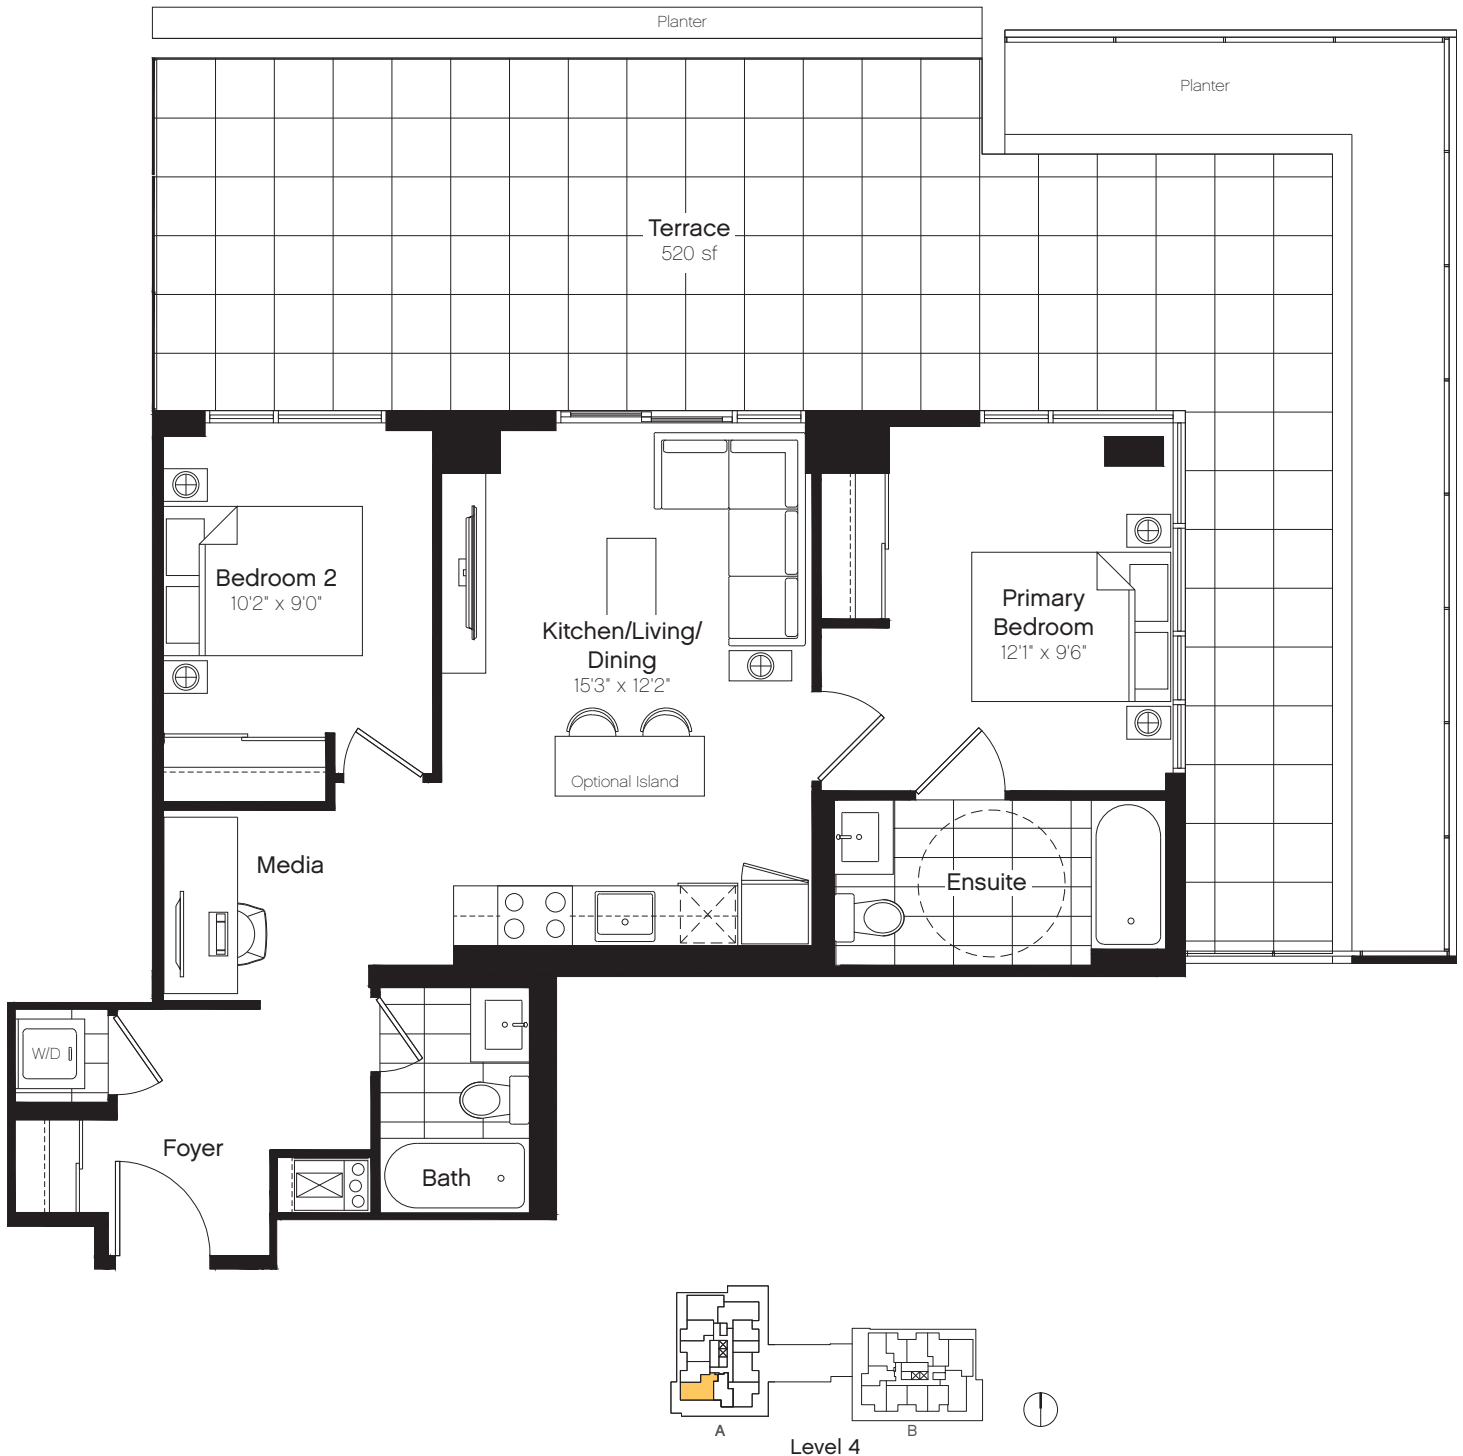 Planter
Planter
Terrace
520 sf
Bedroom 2
10'2" x 9'0"
Kitchen/Living/
Dining
15'3" x 12'2"
Primary
Bedroom
12'1" x 9'6"
Optional Island
Media
Ensuite
W/D
Foyer
Bath
A
B
Level 4